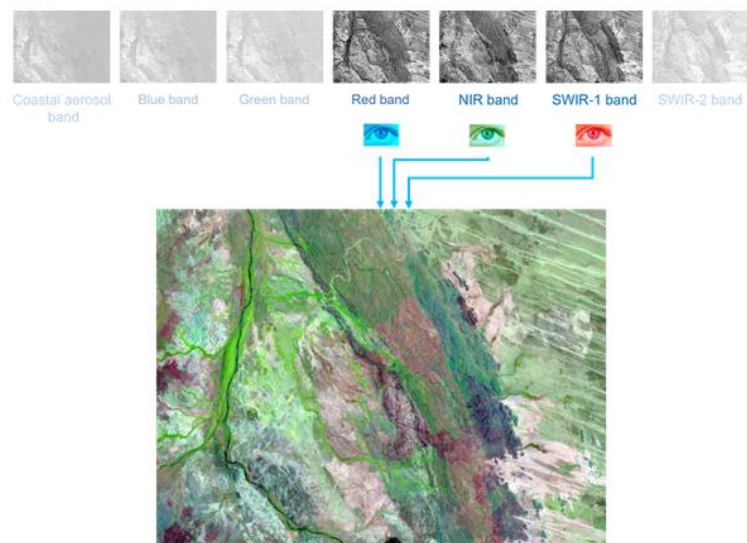 Coastal aerosol
band
Blue band
Green band
Red band
NIR band
SWIR-1 band
SWIR-2 band